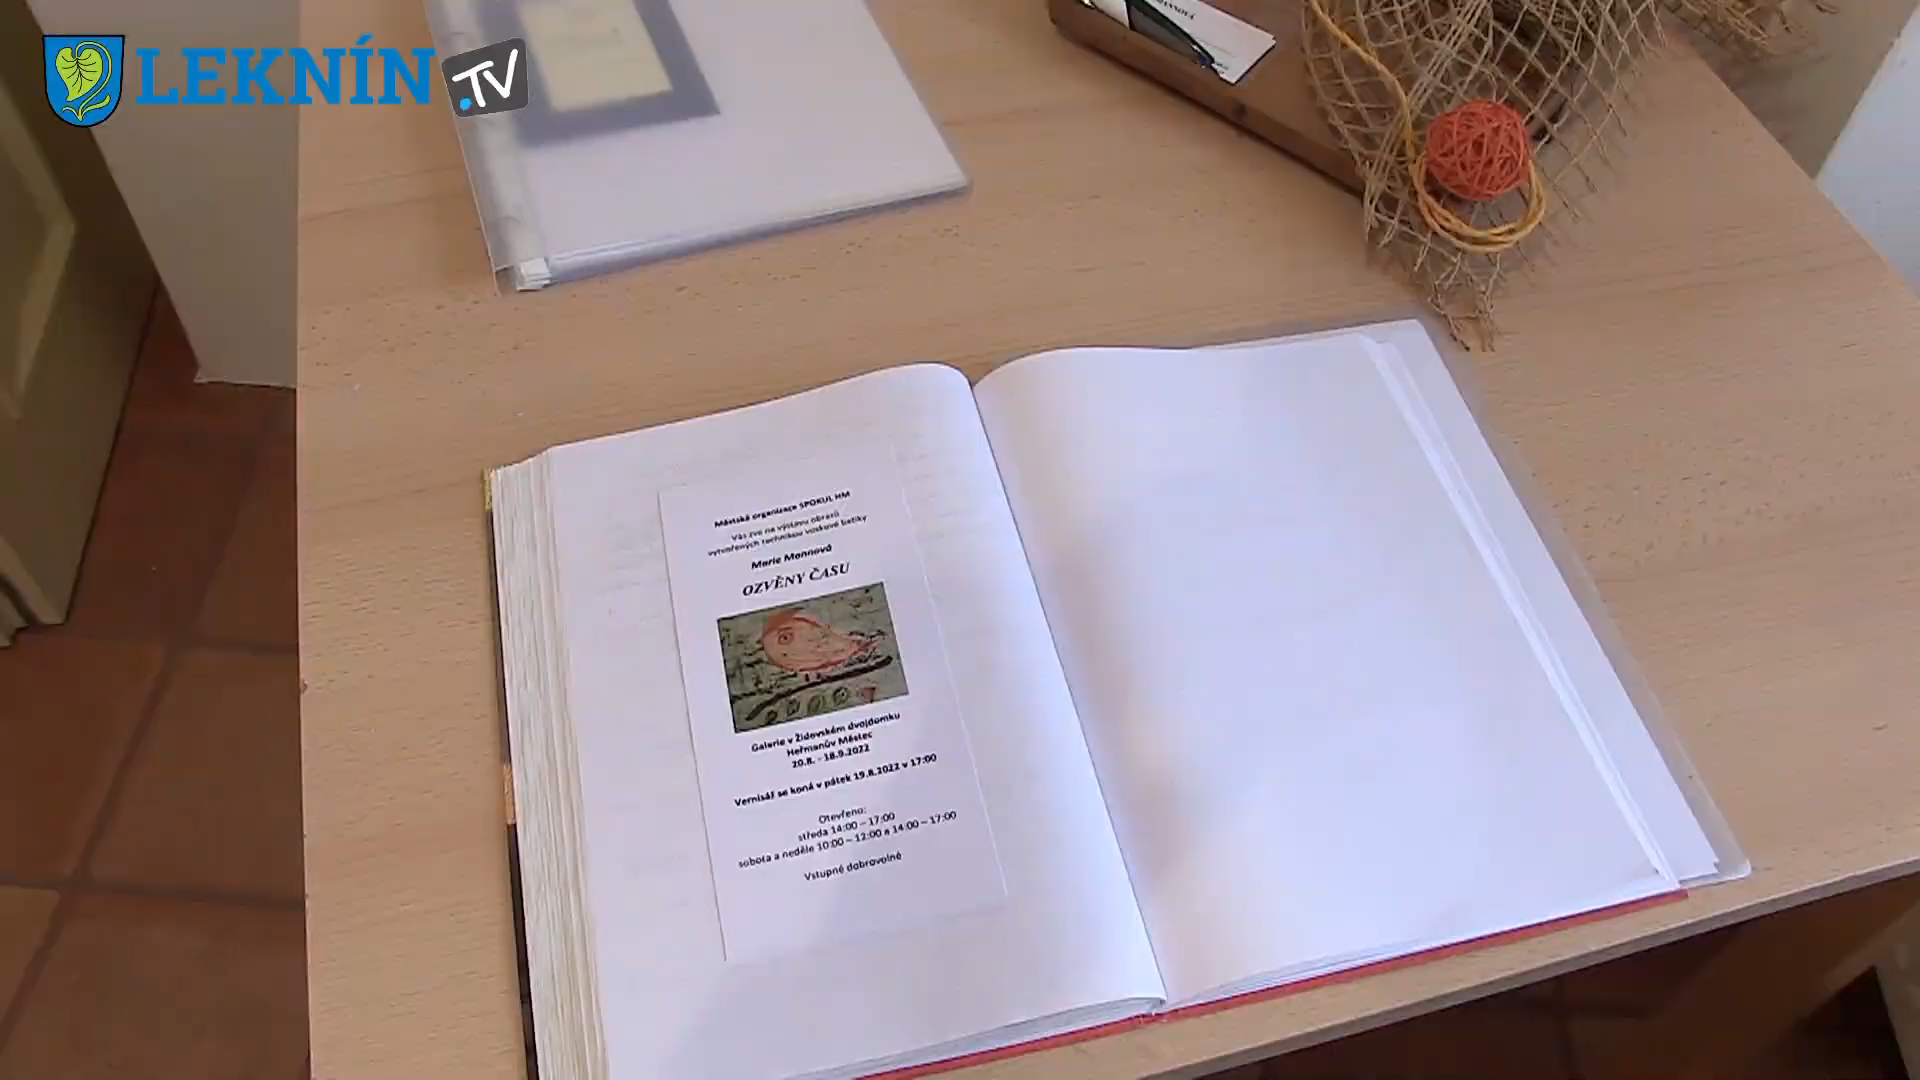 LEKNÍN .TV
Městská organizace SPOKUL HM
Vás zve na výstavu obrazů
vytvořených technikou voskové batiky
Marie Mannová
OZVĚNY ČASU
Galerie v Židovském dvojdomku
Heřmanův Městec
20.8. - 18.9.2022
Vernisáž se koná v pátek 19.8.2022 v 17:00
Otevřeno:
středa 14:00 – 17:00
sobota a neděle 10:00 – 12:00 a 14:00 – 17:00
Vstupné dobrovolné